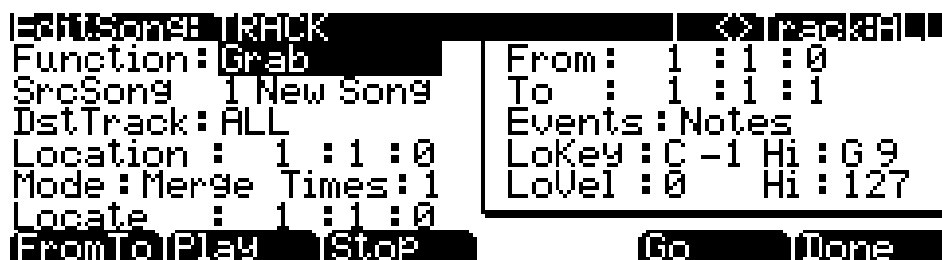 EditSong:TRACK <>Track:ALL
Function:Grab
SrcSong 1 New Song
DstTrack:ALL
Location : 1 :1 :0
Mode:Merge Times:1
Locate : 1 :1 :0
From: 1 :1 :0
To : 1 :1 :1
Events:Notes
LoKey:C -1 Hi:G 9
LoVel:0 Hi:127
FromTo Play Stop Go Done